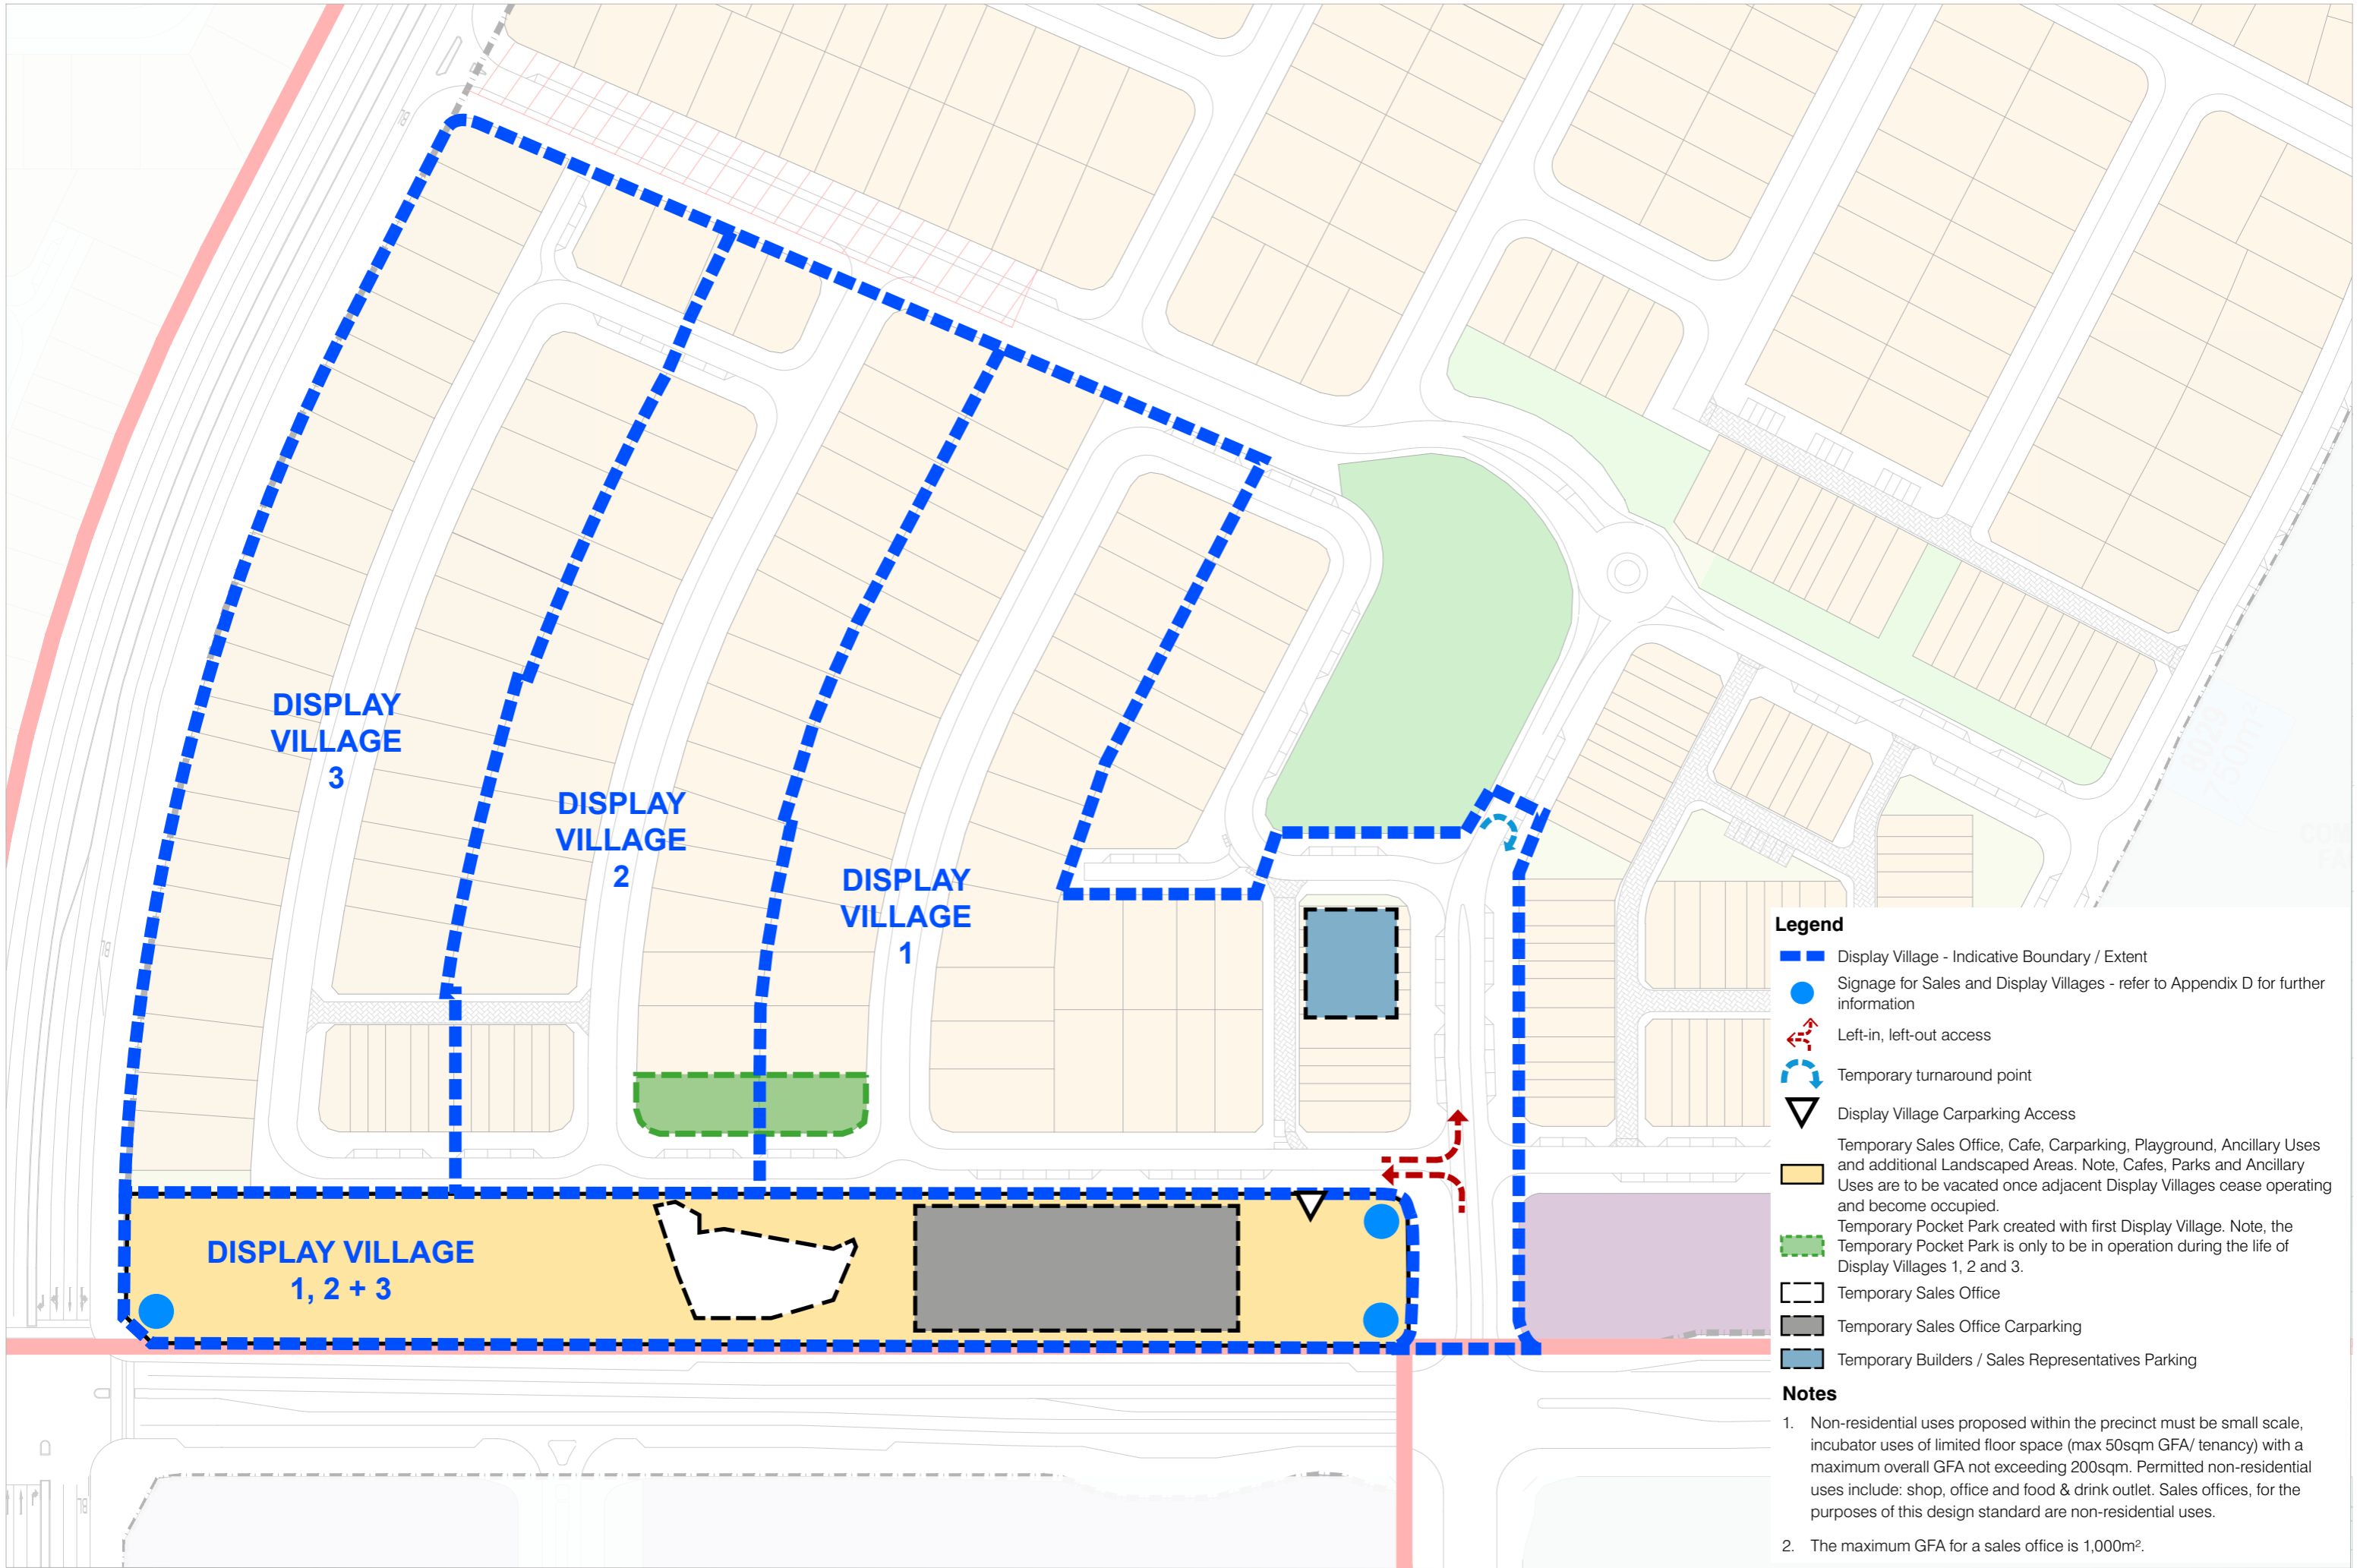 DISPLAY
VILLAGE
3
DISPLAY
VILLAGE
2
DISPLAY
VILLAGE
1
DISPLAY VILLAGE
1, 2 + 3
Legend
Display Village - Indicative Boundary / Extent
Signage for Sales and Display Villages - refer to Appendix D for further
information
Left-in, left-out access
Temporary turnaround point
Display Village Carparking Access
Temporary Sales Office, Cafe, Carparking, Playground, Ancillary Uses
and additional Landscaped Areas. Note, Cafes, Parks and Ancillary
Uses are to be vacated once adjacent Display Villages cease operating
and become occupied.
Temporary Pocket Park created with first Display Village. Note, the
Temporary Pocket Park is only to be in operation during the life of
Display Villages 1, 2 and 3.
Temporary Sales Office
Temporary Sales Office Carparking
Temporary Builders / Sales Representatives Parking
Notes
1. Non-residential uses proposed within the precinct must be small scale,
incubator uses of limited floor space (max 50sqm GFA/ tenancy) with a
maximum overall GFA not exceeding 200sqm. Permitted non-residential
uses include: shop, office and food & drink outlet. Sales offices, for the
purposes of this design standard are non-residential uses.
2. The maximum GFA for a sales office is 1,000m².